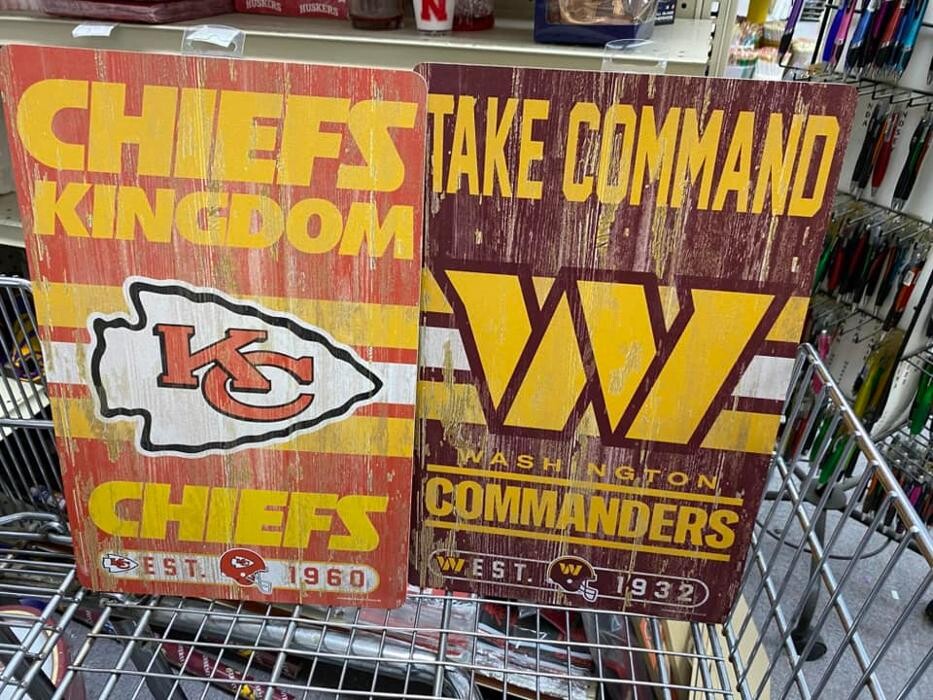 HUSKERS
HUSKERS
N
CHIEFS
KINGDOM
KC
CHIEFS
EST. 1960
TAKE COMMAND
W
WASHINGTON
COMMANDERS
W EST. W 1932